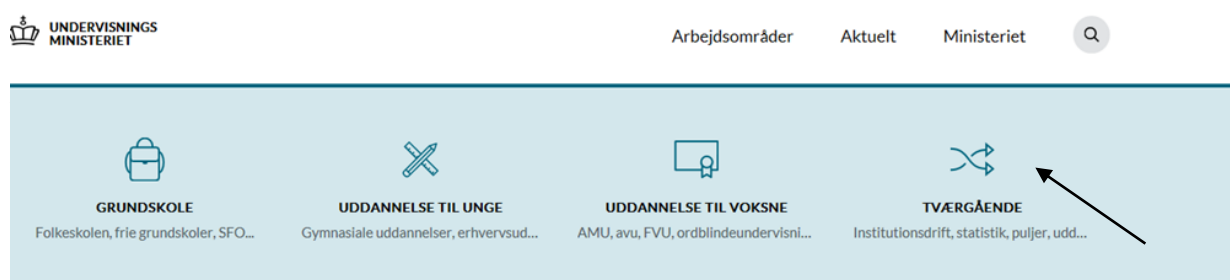 UNDERVISNINGS
MINISTERIET
Arbejdsområder Aktuelt Ministeriet
GRUNDSKOLE UDDANNELSE TIL UNGE UDDANNELSE TIL VOKSNE TVÆRGÅENDE
Folkeskolen, frie grundskoler, SFO... Gymnasiale uddannelser, erhvervsud... AMU, avu, FVU, ordblindeundervisni... Institutionsdrift, statistik, puljer, udd...